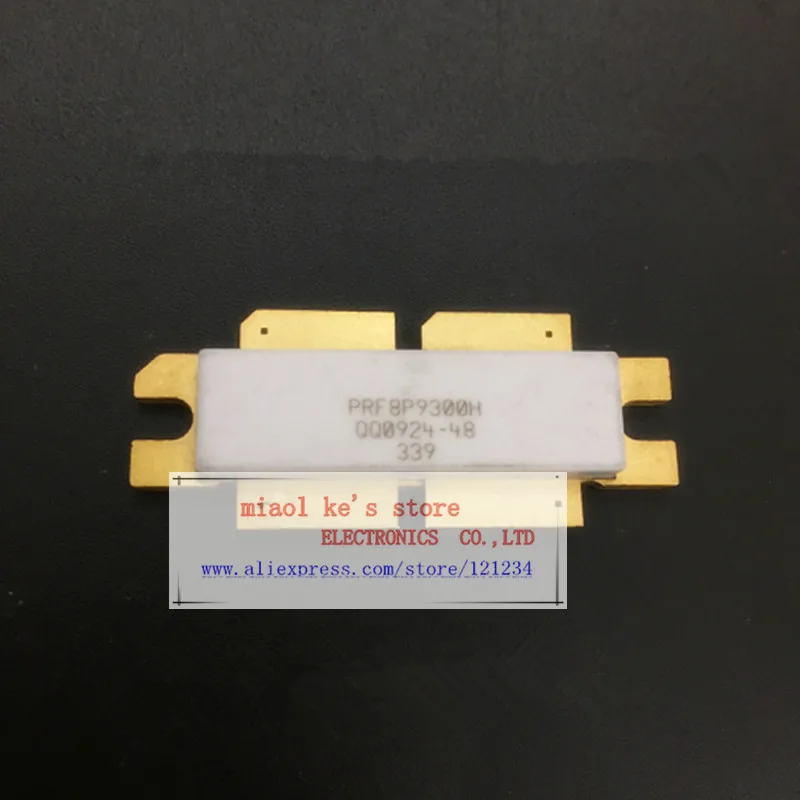 PRF8P9300H
QQ0924-48
339
miaol ke's store
ELECTRONICS CO.,LTD
www.aliexpress.com/store/121234